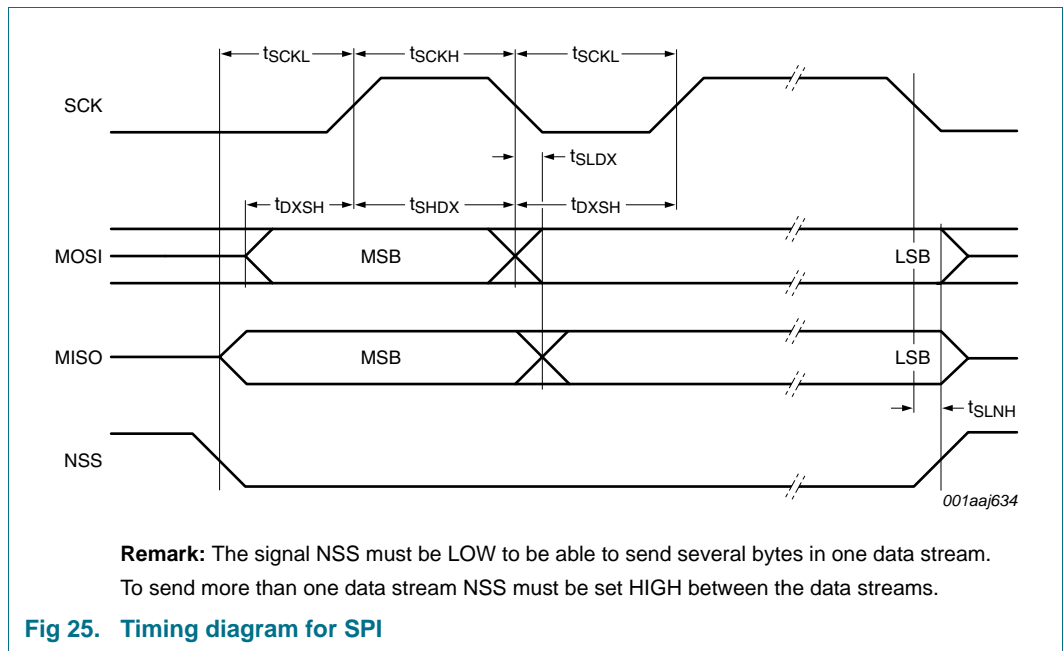 tSCKL tSCKH tSCKL
SCK
tSLDX
tDXSH tSHDX tDXSH
MOSI MSB LSB
MISO MSB LSB
tSLNH
NSS
001aaj634
Remark: The signal NSS must be LOW to be able to send several bytes in one data stream.
To send more than one data stream NSS must be set HIGH between the data streams.
Fig 25. Timing diagram for SPI